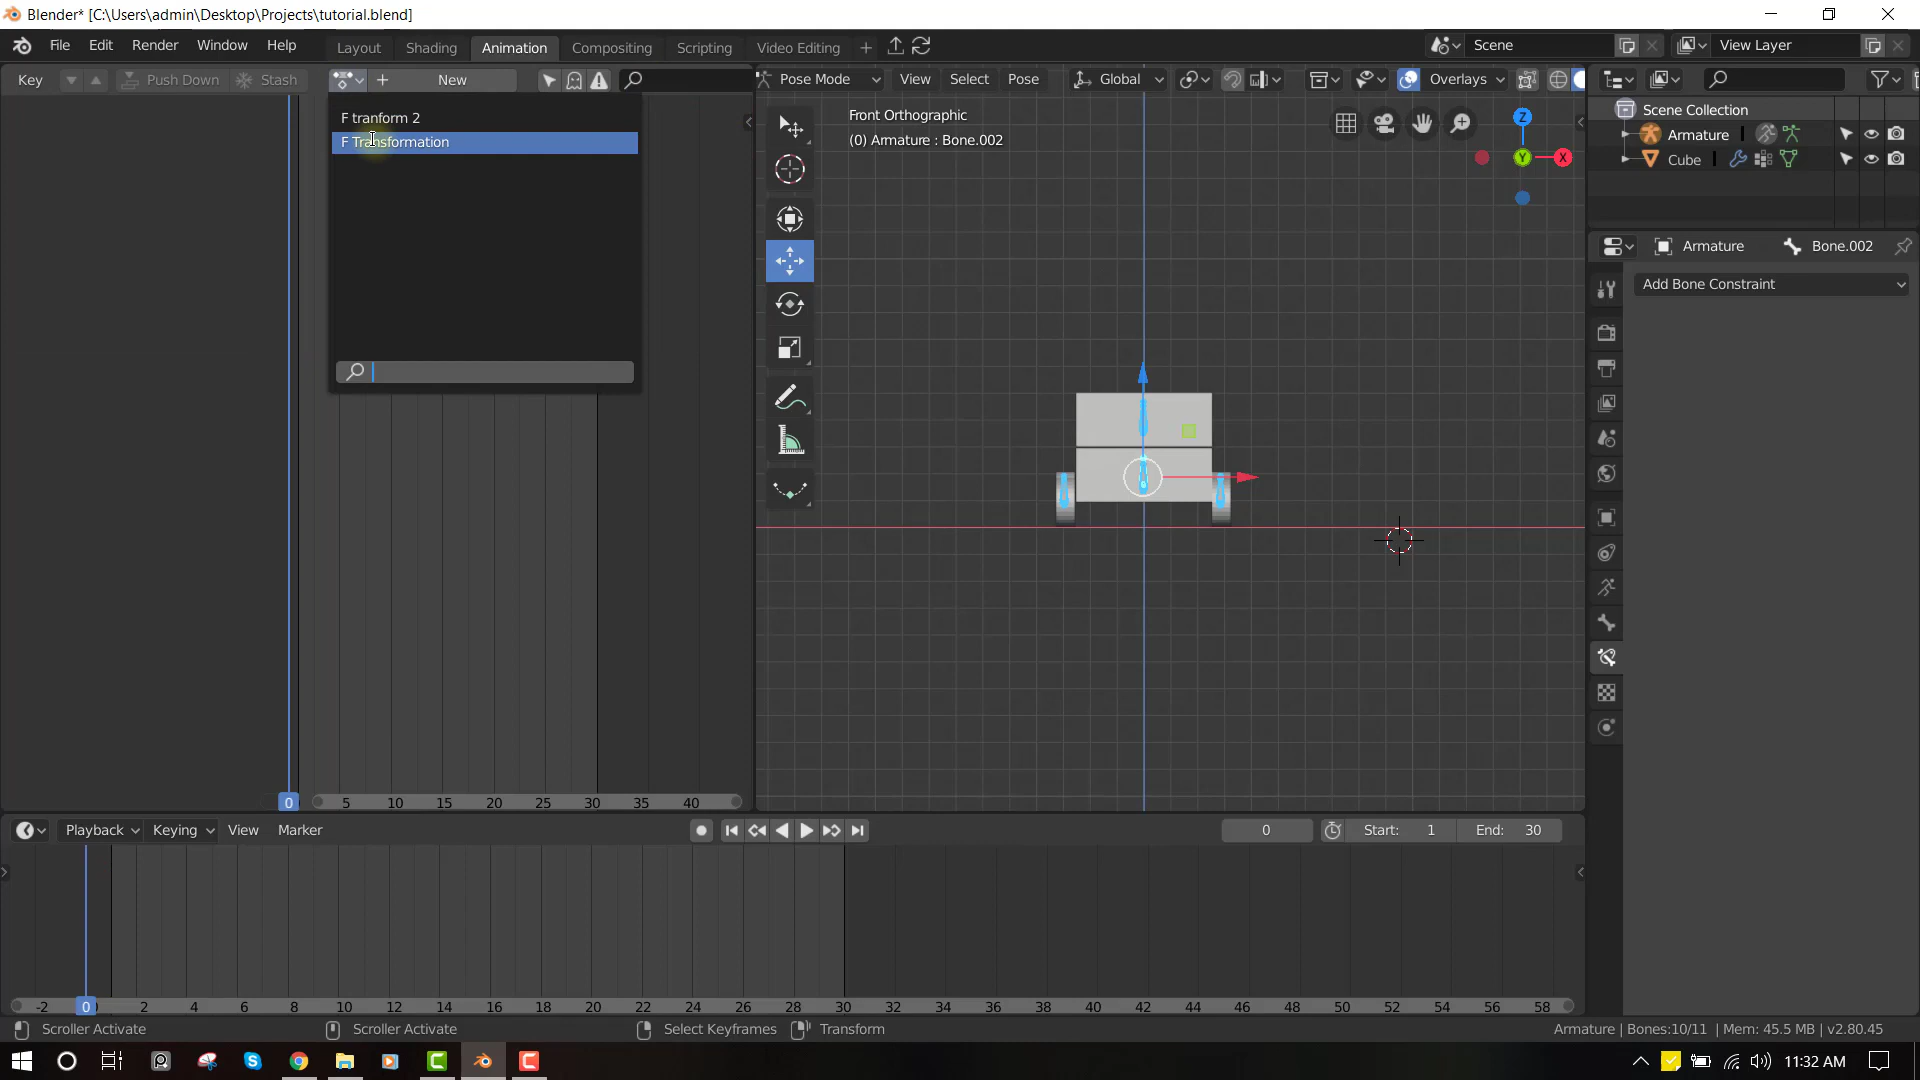 Blender* [C:\Users\admin\Desktop\Projects\tutorial.blend]
File Edit Render Window Help Layout Shading Animation Compositing Scripting Video Editing Scene View Layer
Key Push Down Stash New Pose Mode View Select Pose Global Overlays
F tranform 2
F Transformation
Front Orthographic
(0) Armature : Bone.002
Z
Y
X
Scene Collection
Armature
Cube
Armature Bone.002
Add Bone Constraint
0 5 10 15 20 25 30 35 40
Playback Keying View Marker 0 Start: 1 End: 30
-2 0 2 4 6 8 10 12 14 16 18 20 22 24 26 28 30 32 34 36 38 40 42 44 46 48 50 52 54 56 58
Scroller Activate Scroller Activate Select Keyframes Transform Armature | Bones:10/11 | Mem: 45.5 MB | v2.80.45
11:32 AM